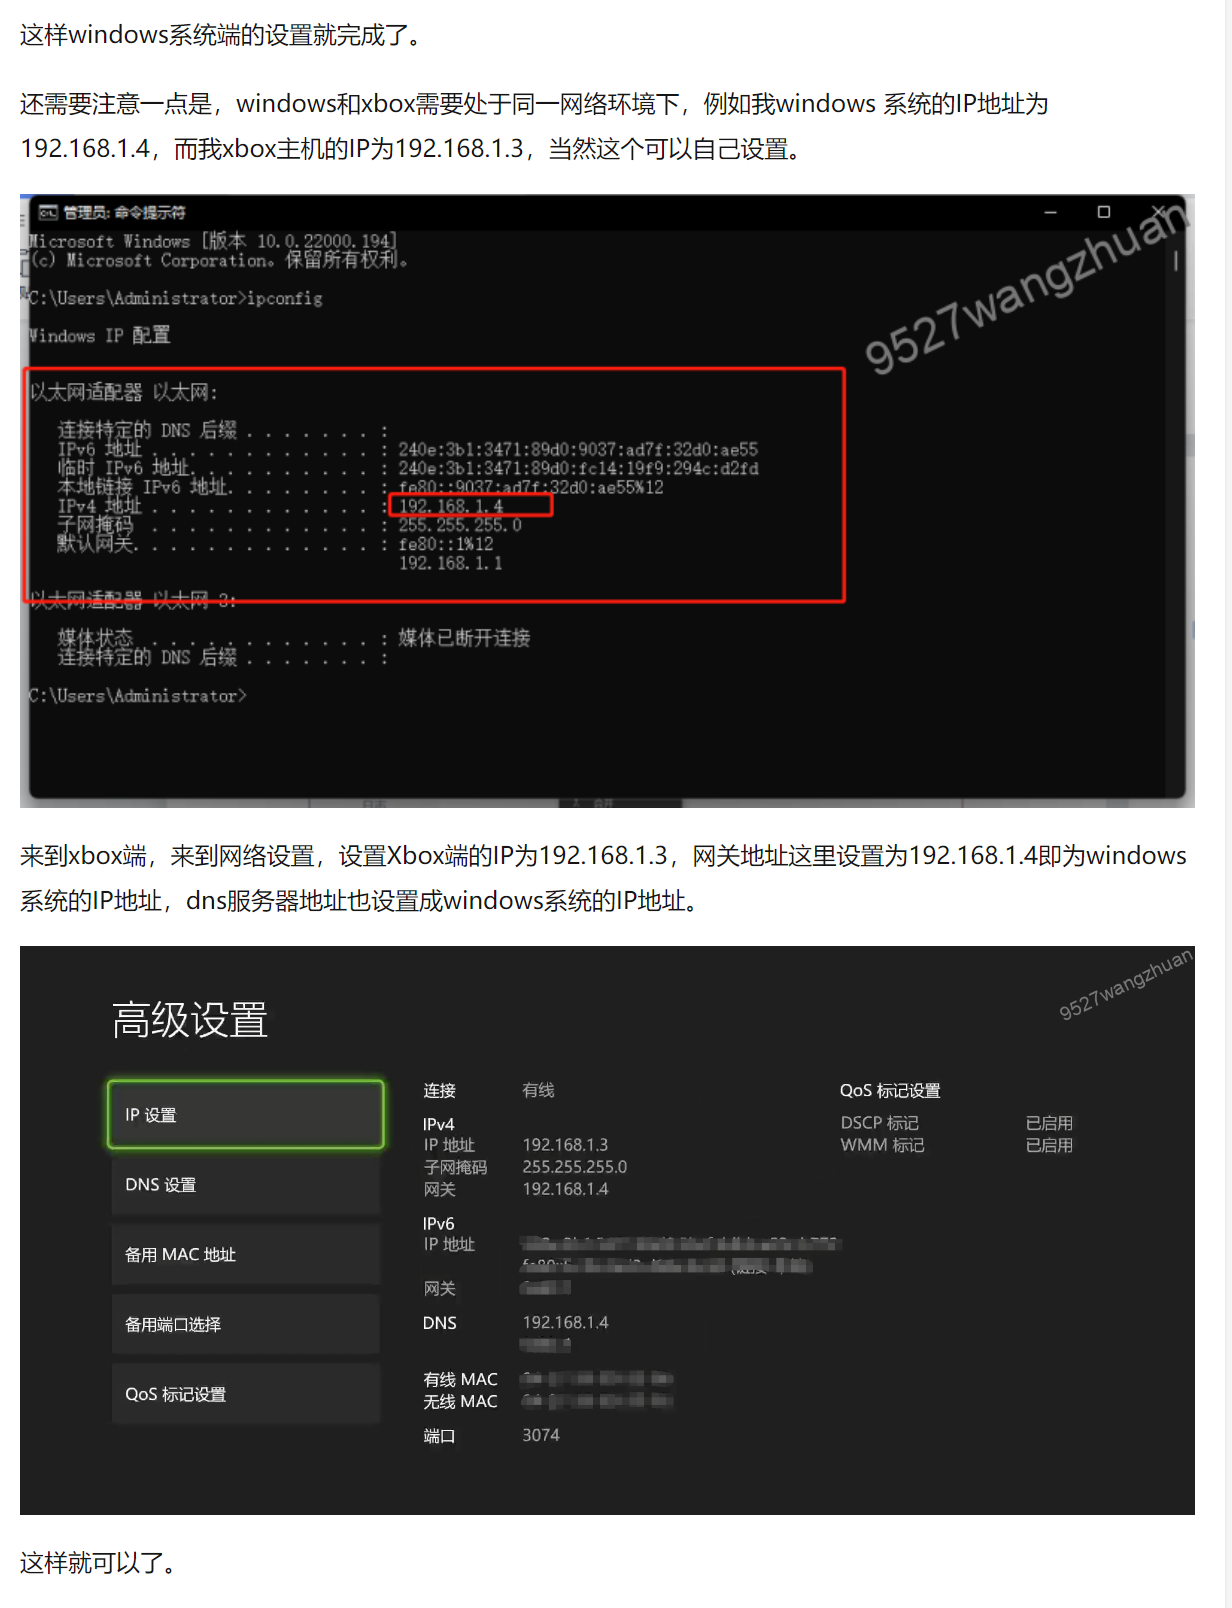 这样windows系统端的设置就完成了。
还需要注意一点是，windows和xbox需要处于同一网络环境下，例如我windows 系统的IP地址为
192.168.1.4，而我xbox主机的IP为192.168.1.3，当然这个可以自己设置。
管理员: 命令提示符
Microsoft Windows [版本 10.0.22000.194]
(c) Microsoft Corporation。保留所有权利。
9527wangzhuan
C:\Users\Administrator>ipconfig
Windows IP 配置
以太网适配器 以太网:
连接特定的 DNS 后缀 . . . . . . . :
IPv6 地址 . . . . . . . . . . . . : 240e:3b1:3471:89d0:9037:ad7f:32d0:ae55
临时 IPv6 地址. . . . . . . . . . : 240e:3b1:3471:89d0:fc14:19f9:294c:d2fd
本地链接 IPv6 地址. . . . . . . . : fe80::9037:ad7f:32d0:ae55%12
IPv4 地址 . . . . . . . . . . . . : 192.168.1.4
子网掩码 . . . . . . . . . . . . : 255.255.255.0
默认网关. . . . . . . . . . . . . : fe80::1%12
192.168.1.1
以太网适配器 以太网 3:
媒体状态 . . . . . . . . . . . . : 媒体已断开连接
连接特定的 DNS 后缀 . . . . . . . :
C:\Users\Administrator>
来到xbox端，来到网络设置，设置Xbox端的IP为192.168.1.3，网关地址这里设置为192.168.1.4即为windows
系统的IP地址，dns服务器地址也设置成windows系统的IP地址。
9527wangzhuan
高级设置
IP 设置
DNS 设置
备用 MAC 地址
备用端口选择
QoS 标记设置
连接 有线
IPv4
IP 地址 192.168.1.3
子网掩码 255.255.255.0
网关 192.168.1.4
IPv6
IP 地址
网关
DNS 192.168.1.4
有线 MAC
无线 MAC
端口 3074
QoS 标记设置
DSCP 标记 已启用
WMM 标记 已启用
这样就可以了。